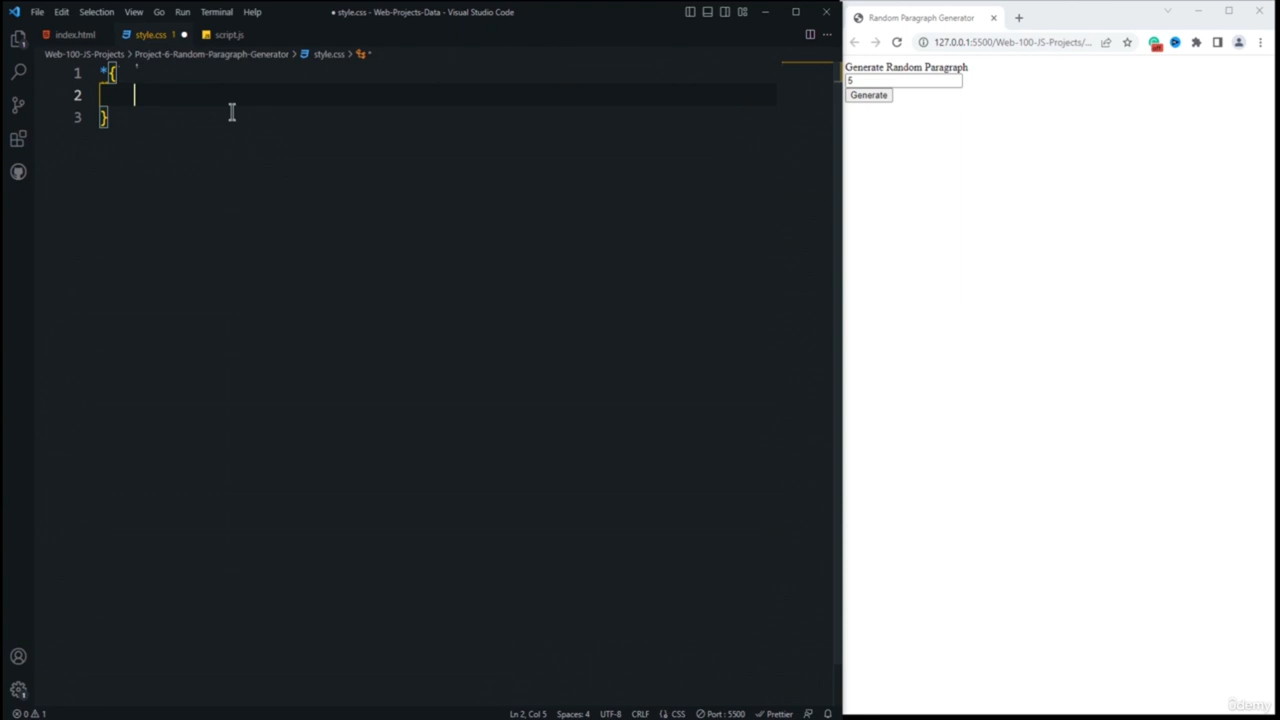 File Edit Selection View Go Run Terminal Help
● style.css - Web-Projects-Data - Visual Studio Code
index.html
style.css 1 ●
script.js
Web-100-JS-Projects > Project-6-Random-Paragraph-Generator > style.css > *
1 *{
2
3 }
0 1
Ln 2, Col 5 Spaces: 4 UTF-8 CRLF {} CSS Port : 5500 Prettier
Random Paragraph Generator
127.0.0.1:5500/Web-100-JS-Projects/...
Generate Random Paragraph
5
Generate
ûdemy